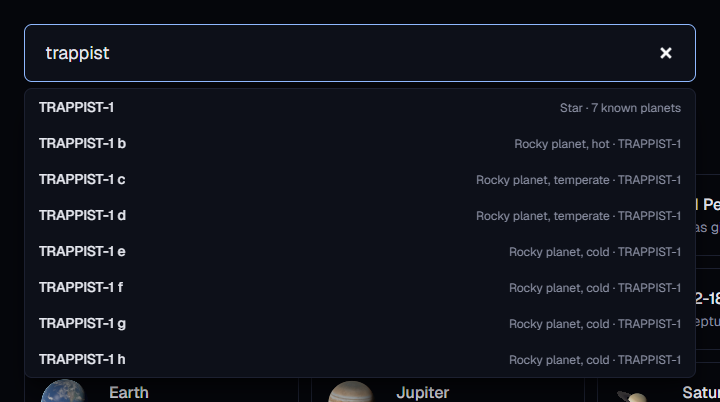 trappist
TRAPPIST-1 Star · 7 known planets
TRAPPIST-1 b Rocky planet, hot · TRAPPIST-1
TRAPPIST-1 c Rocky planet, temperate · TRAPPIST-1
TRAPPIST-1 d Rocky planet, temperate · TRAPPIST-1
TRAPPIST-1 e Rocky planet, cold · TRAPPIST-1
TRAPPIST-1 f Rocky planet, cold · TRAPPIST-1
TRAPPIST-1 g Rocky planet, cold · TRAPPIST-1
TRAPPIST-1 h Rocky planet, cold · TRAPPIST-1
Earth Jupiter